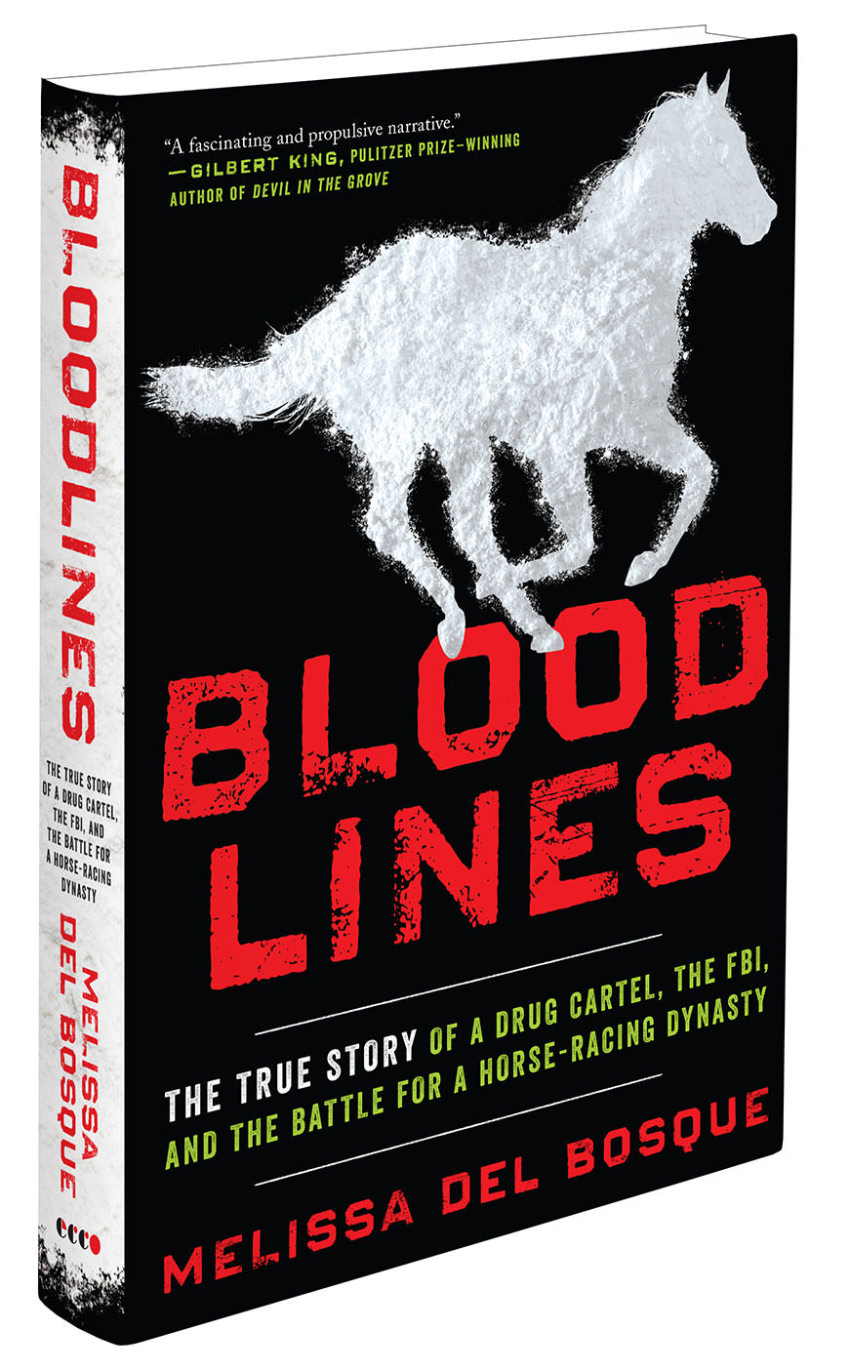 “A fascinating and propulsive narrative.”
—GILBERT KING, PULITZER PRIZE–WINNING
AUTHOR OF DEVIL IN THE GROVE
BLOOD
LINES
THE TRUE STORY OF A DRUG CARTEL, THE FBI,
AND THE BATTLE FOR A HORSE-RACING DYNASTY
MELISSA DEL BOSQUE
BLOODLINES
THE TRUE STORY
OF A DRUG CARTEL,
THE FBI, AND
THE BATTLE FOR
A HORSE-RACING
DYNASTY
MELISSA
DEL BOSQUE
ecco